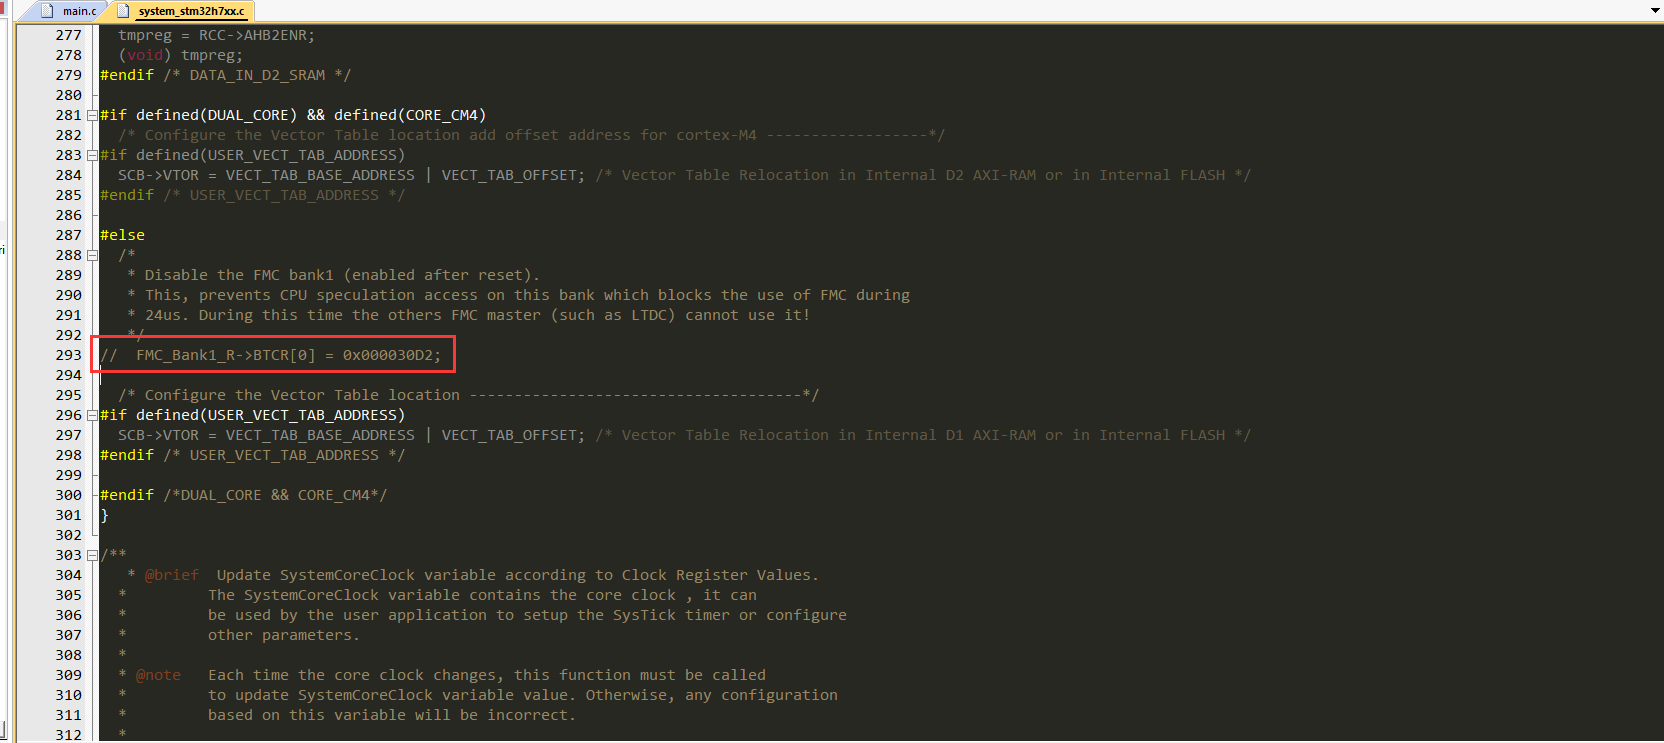 main.c system_stm32h7xx.c
277 tmpreg = RCC->AHB2ENR;
278 (void) tmpreg;
279 #endif /* DATA_IN_D2_SRAM */
280
281 #if defined(DUAL_CORE) && defined(CORE_CM4)
282 /* Configure the Vector Table location add offset address for cortex-M4 ------------------*/
283 #if defined(USER_VECT_TAB_ADDRESS)
284 SCB->VTOR = VECT_TAB_BASE_ADDRESS | VECT_TAB_OFFSET; /* Vector Table Relocation in Internal D2 AXI-RAM or in Internal FLASH */
285 #endif /* USER_VECT_TAB_ADDRESS */
286
287 #else
288 /*
289 * Disable the FMC bank1 (enabled after reset).
290 * This, prevents CPU speculation access on this bank which blocks the use of FMC during
291 * 24us. During this time the others FMC master (such as LTDC) cannot use it!
292 */
293 // FMC_Bank1_R->BTCR[0] = 0x000030D2;
294
295 /* Configure the Vector Table location -------------------------------------*/
296 #if defined(USER_VECT_TAB_ADDRESS)
297 SCB->VTOR = VECT_TAB_BASE_ADDRESS | VECT_TAB_OFFSET; /* Vector Table Relocation in Internal D1 AXI-RAM or in Internal FLASH */
298 #endif /* USER_VECT_TAB_ADDRESS */
299
300 #endif /*DUAL_CORE && CORE_CM4*/
301 }
302
303 /**
304 * @brief Update SystemCoreClock variable according to Clock Register Values.
305 * The SystemCoreClock variable contains the core clock , it can
306 * be used by the user application to setup the SysTick timer or configure
307 * other parameters.
308 *
309 * @note Each time the core clock changes, this function must be called
310 * to update SystemCoreClock variable value. Otherwise, any configuration
311 * based on this variable will be incorrect.
312 *